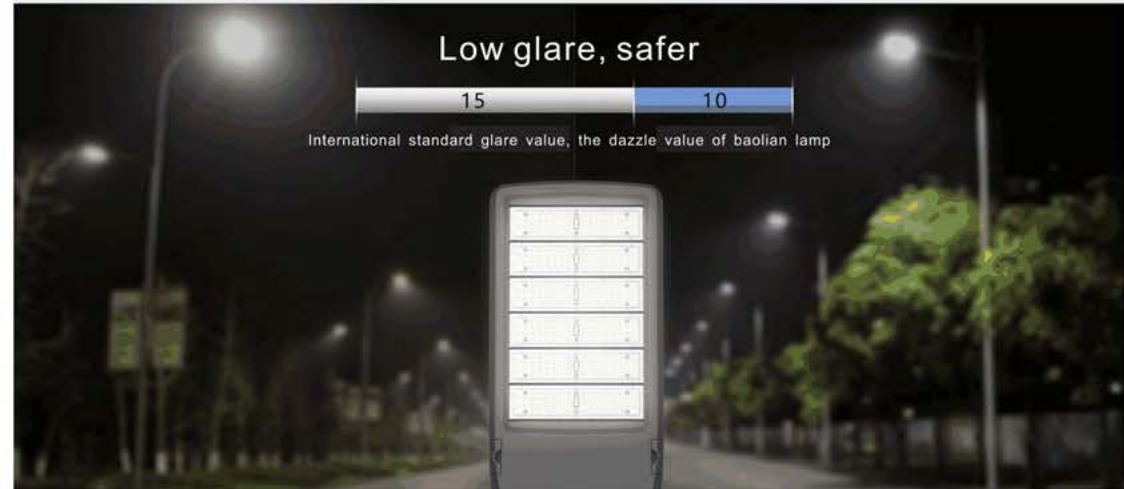 Low glare, safer
15 10
International standard glare value, the dazzle value of baolian lamp